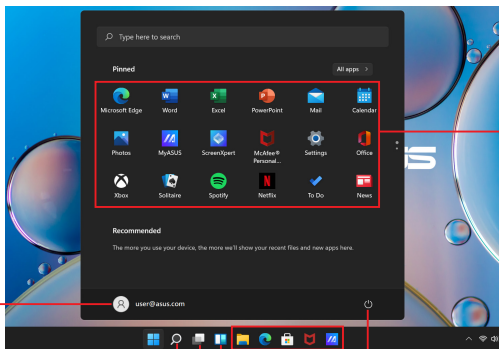 Type here to search
Pinned
All apps >
Microsoft Edge Word Excel PowerPoint Mail Calendar
Photos MyASUS ScreenXpert McAfee® Personal... Settings Office
Xbox Solitaire Spotify Netflix To Do News
Recommended
The more you use your device, the more we'll show your recent files and new apps here.
user@asus.com